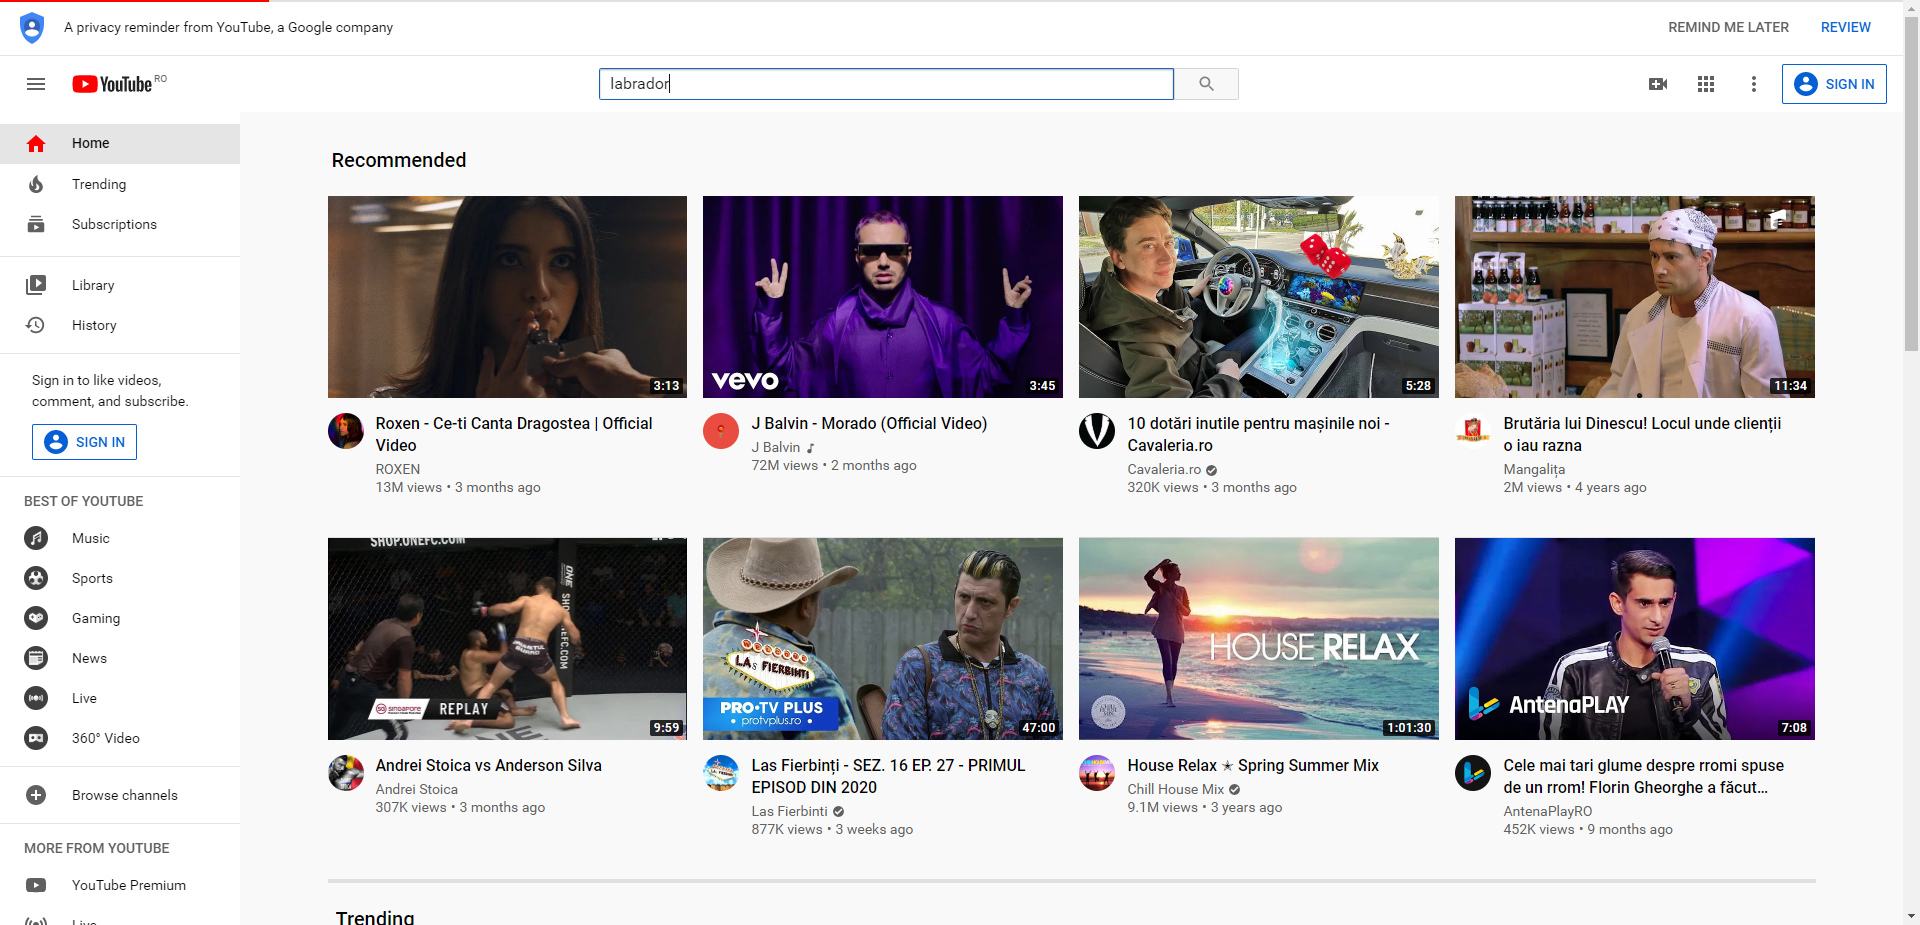 A privacy reminder from YouTube, a Google company
REMIND ME LATER
REVIEW
YouTube RO
labrador
SIGN IN
Home
Trending
Subscriptions
Library
History
Sign in to like videos,
comment, and subscribe.
SIGN IN
BEST OF YOUTUBE
Music
Sports
Gaming
News
Live
360° Video
Browse channels
MORE FROM YOUTUBE
YouTube Premium
Live
Recommended
3:13
Roxen - Ce-ti Canta Dragostea | Official
Video
ROXEN
13M views • 3 months ago
vevo
3:45
J Balvin - Morado (Official Video)
J Balvin
72M views • 2 months ago
5:28
10 dotări inutile pentru mașinile noi -
Cavaleria.ro
Cavaleria.ro
320K views • 3 months ago
11:34
Brutăria lui Dinescu! Locul unde clienții
o iau razna
Mangalița
2M views • 4 years ago
SHOP.ONEFC.COM
ONE
SHOP.ONEFC.COM
SINGAPORE
REPLAY
9:59
Andrei Stoica vs Anderson Silva
Andrei Stoica
307K views • 3 months ago
WELCOME
LAs FIERBINȚI
PRO•TV PLUS
• protvplus.ro •
47:00
Las Fierbinți - SEZ. 16 EP. 27 - PRIMUL
EPISOD DIN 2020
Las Fierbinti
877K views • 3 weeks ago
HOUSE RELAX
CHILL HOUSE MIX
1:01:30
House Relax ✭ Spring Summer Mix
Chill House Mix
9.1M views • 3 years ago
AntenaPLAY
7:08
Cele mai tari glume despre rromi spuse
de un rrom! Florin Gheorghe a făcut...
AntenaPlayRO
452K views • 9 months ago
Trending